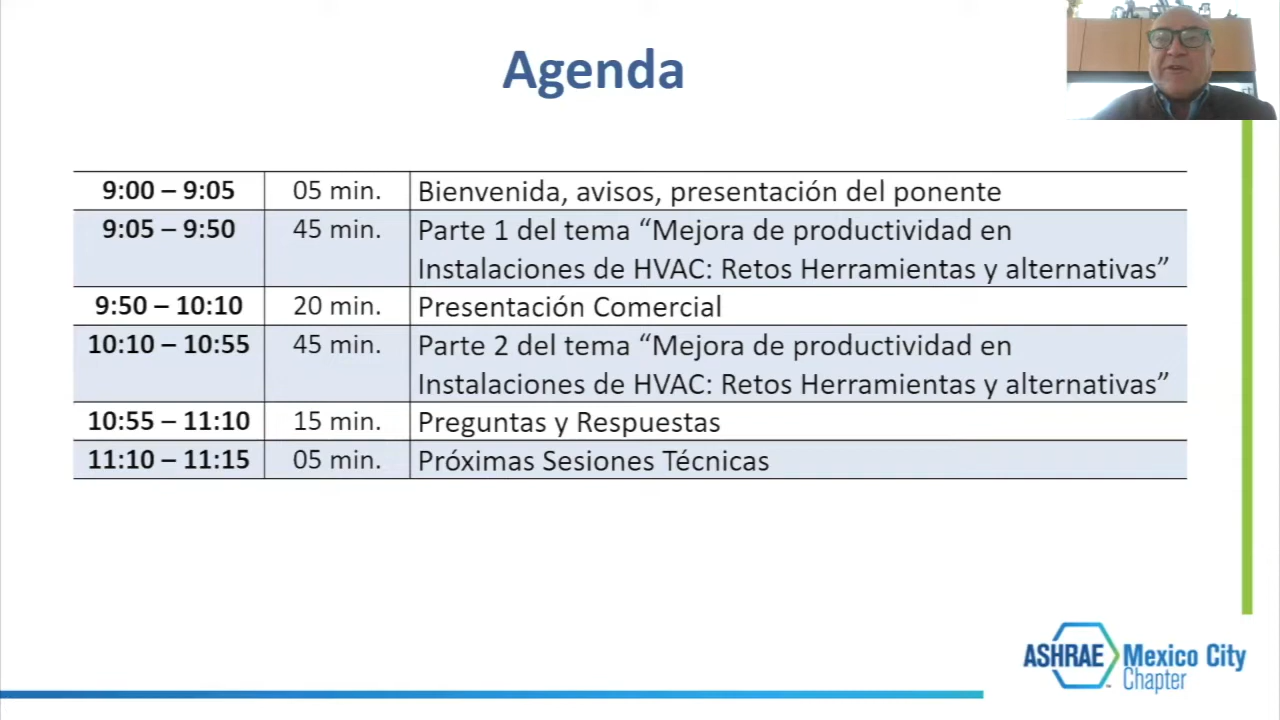 Agenda
9:00 – 9:05 05 min. Bienvenida, avisos, presentación del ponente
9:05 – 9:50 45 min. Parte 1 del tema “Mejora de productividad en
Instalaciones de HVAC: Retos Herramientas y alternativas”
9:50 – 10:10 20 min. Presentación Comercial
10:10 – 10:55 45 min. Parte 2 del tema “Mejora de productividad en
Instalaciones de HVAC: Retos Herramientas y alternativas”
10:55 – 11:10 15 min. Preguntas y Respuestas
11:10 – 11:15 05 min. Próximas Sesiones Técnicas
ASHRAE Mexico City
Chapter